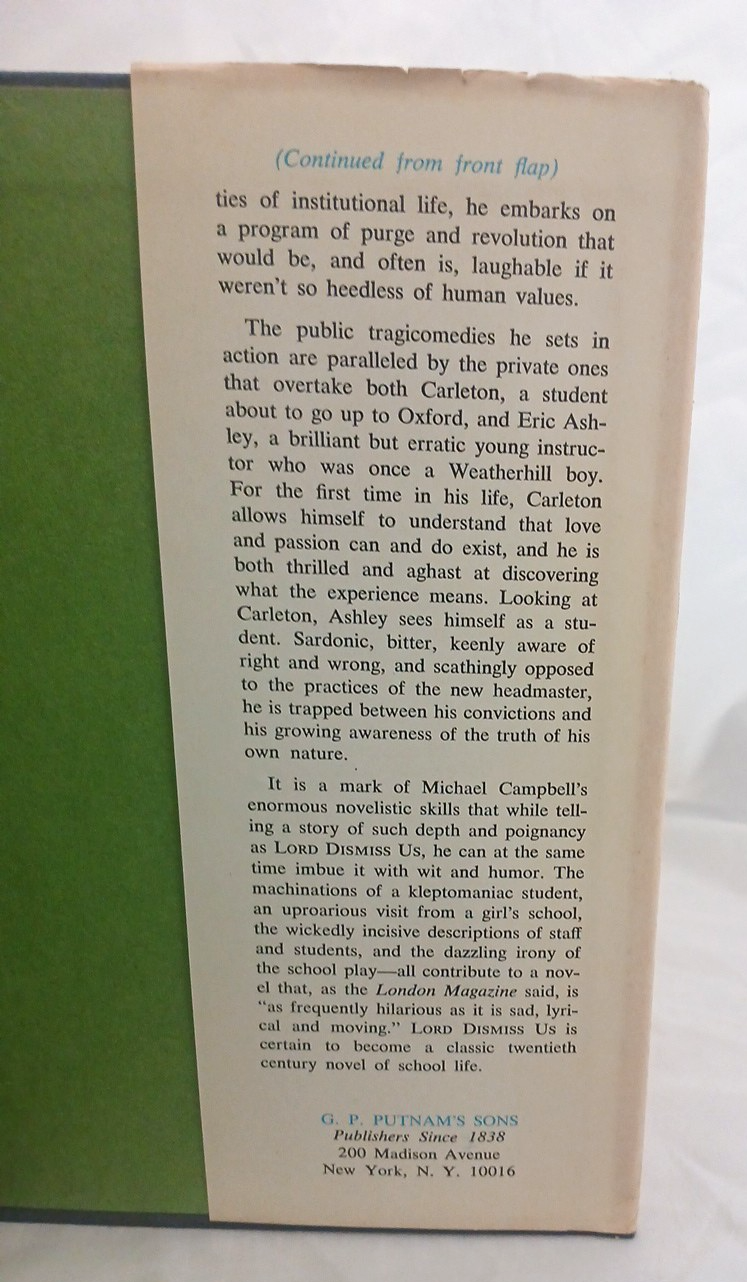 (Continued from front flap)
ties of institutional life, he embarks on
a program of purge and revolution that
would be, and often is, laughable if it
weren't so heedless of human values.
The public tragicomedies he sets in
action are paralleled by the private ones
that overtake both Carleton, a student
about to go up to Oxford, and Eric Ash-
ley, a brilliant but erratic young instruc-
tor who was once a Weatherhill boy.
For the first time in his life, Carleton
allows himself to understand that love
and passion can and do exist, and he is
both thrilled and aghast at discovering
what the experience means. Looking at
Carleton, Ashley sees himself as a stu-
dent. Sardonic, bitter, keenly aware of
right and wrong, and scathingly opposed
to the practices of the new headmaster,
he is trapped between his convictions and
his growing awareness of the truth of his
own nature.
It is a mark of Michael Campbell's
enormous novelistic skills that while tell-
ing a story of such depth and poignancy
as LORD DISMISS US, he can at the same
time imbue it with wit and humor. The
machinations of a kleptomaniac student,
an uproarious visit from a girl's school,
the wickedly incisive descriptions of staff
and students, and the dazzling irony of
the school play—all contribute to a nov-
el that, as the London Magazine said, is
"as frequently hilarious as it is sad, lyri-
cal and moving." LORD DISMISS US is
certain to become a classic twentieth
century novel of school life.
G. P. PUTNAM'S SONS
Publishers Since 1838
200 Madison Avenue
New York, N. Y. 10016